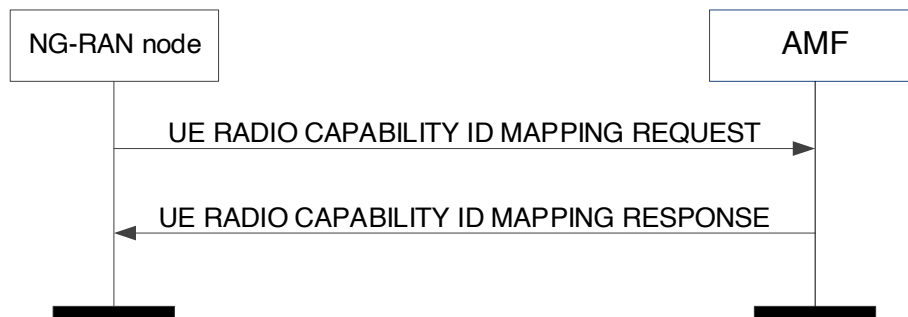 NG-RAN node
AMF
UE RADIO CAPABILITY ID MAPPING REQUEST
UE RADIO CAPABILITY ID MAPPING RESPONSE